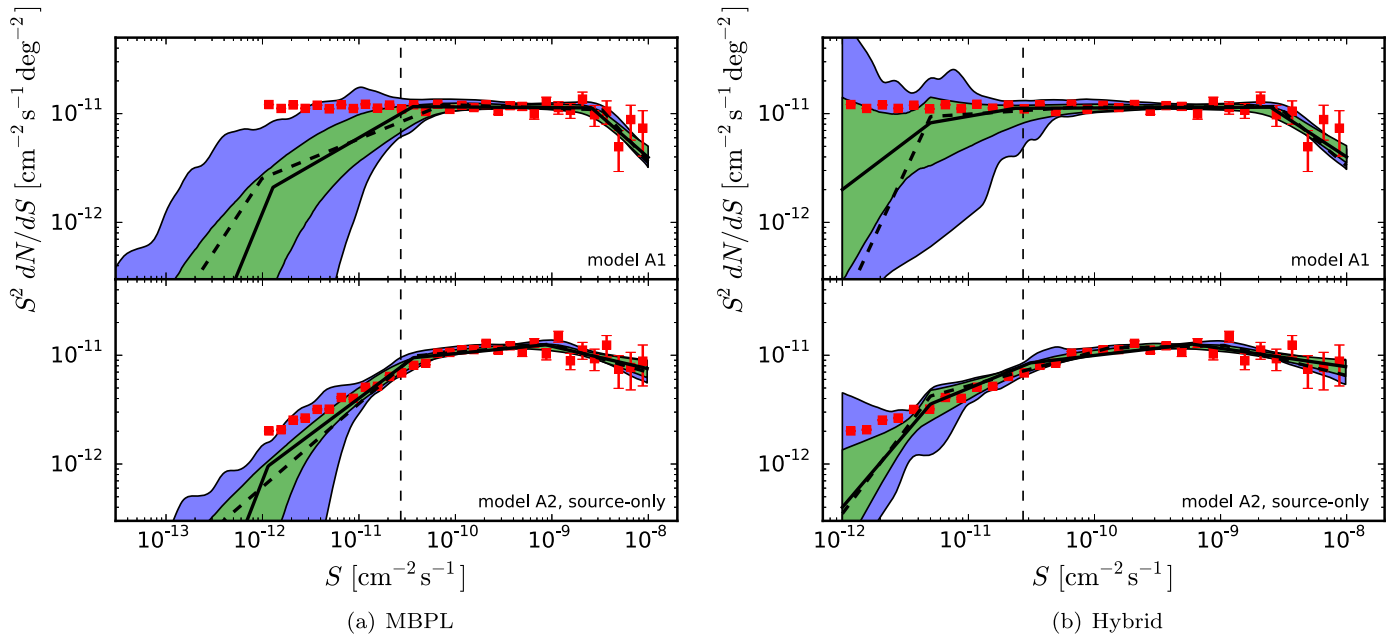 S² dN/dS [cm⁻² s⁻¹ deg⁻²]
10⁻¹¹
10⁻¹²
model A1
10⁻¹¹
10⁻¹²
model A2, source-only
10⁻¹³ 10⁻¹² 10⁻¹¹ 10⁻¹⁰ 10⁻⁹ 10⁻⁸
S [cm⁻² s⁻¹]
(a) MBPL
S² dN/dS [cm⁻² s⁻¹ deg⁻²]
10⁻¹¹
10⁻¹²
model A1
10⁻¹¹
10⁻¹²
model A2, source-only
10⁻¹² 10⁻¹¹ 10⁻¹⁰ 10⁻⁹ 10⁻⁸
S [cm⁻² s⁻¹]
(b) Hybrid